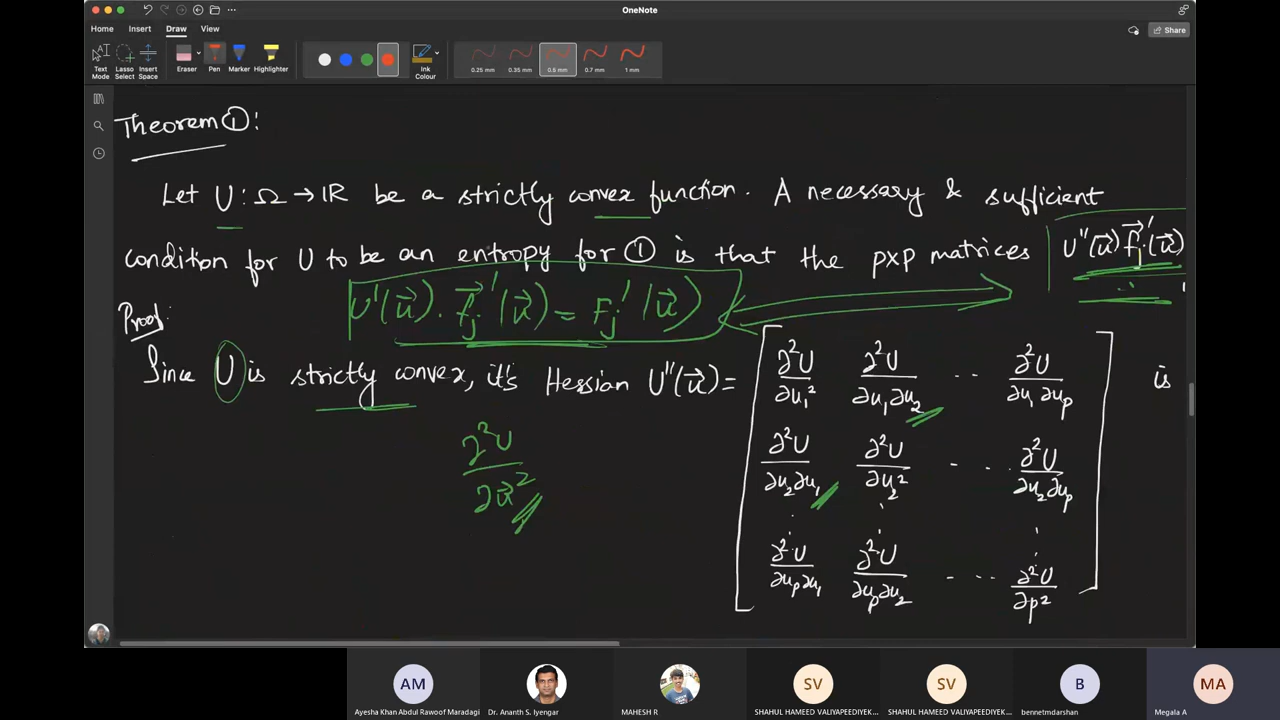 OneNote
Home Insert Draw View
Share
Text Mode Lasso Select Insert Space Eraser Pen Marker Highlighter Ink Colour 0.25 mm 0.35 mm 0.5 mm 0.7 mm 1 mm
Theorem ①:
Let U: Ω → ℝ be a strictly convex function. A necessary & sufficient
condition for U to be an entropy for ① is that the p×p matrices U''(u⃗) f⃗j'(u⃗)
U'(u⃗) · f⃗j'(u⃗) = Fj'(u⃗)
Proof:
Since U is strictly convex, it's Hessian U''(u⃗) = is
∂²U/∂u₁² ∂²U/∂u₁∂u₂ .. ∂²U/∂u₁∂up
∂²U/∂u₂∂u₁ ∂²U/∂u₂² ... ∂²U/∂u₂∂up
∂²U/∂up∂u₁ ∂²U/∂up∂u₂ ... ∂²U/∂p²
∂²U/∂u⃗²
AM SV SV B MA
Ayesha Khan Abdul Rawoof Maradagi Dr. Ananth S. Iyengar MAHESH R SHAHUL HAMEED VALIYAPEEDIYEK... SHAHUL HAMEED VALIYAPEEDIYEK... bennetmdarshan Megala A